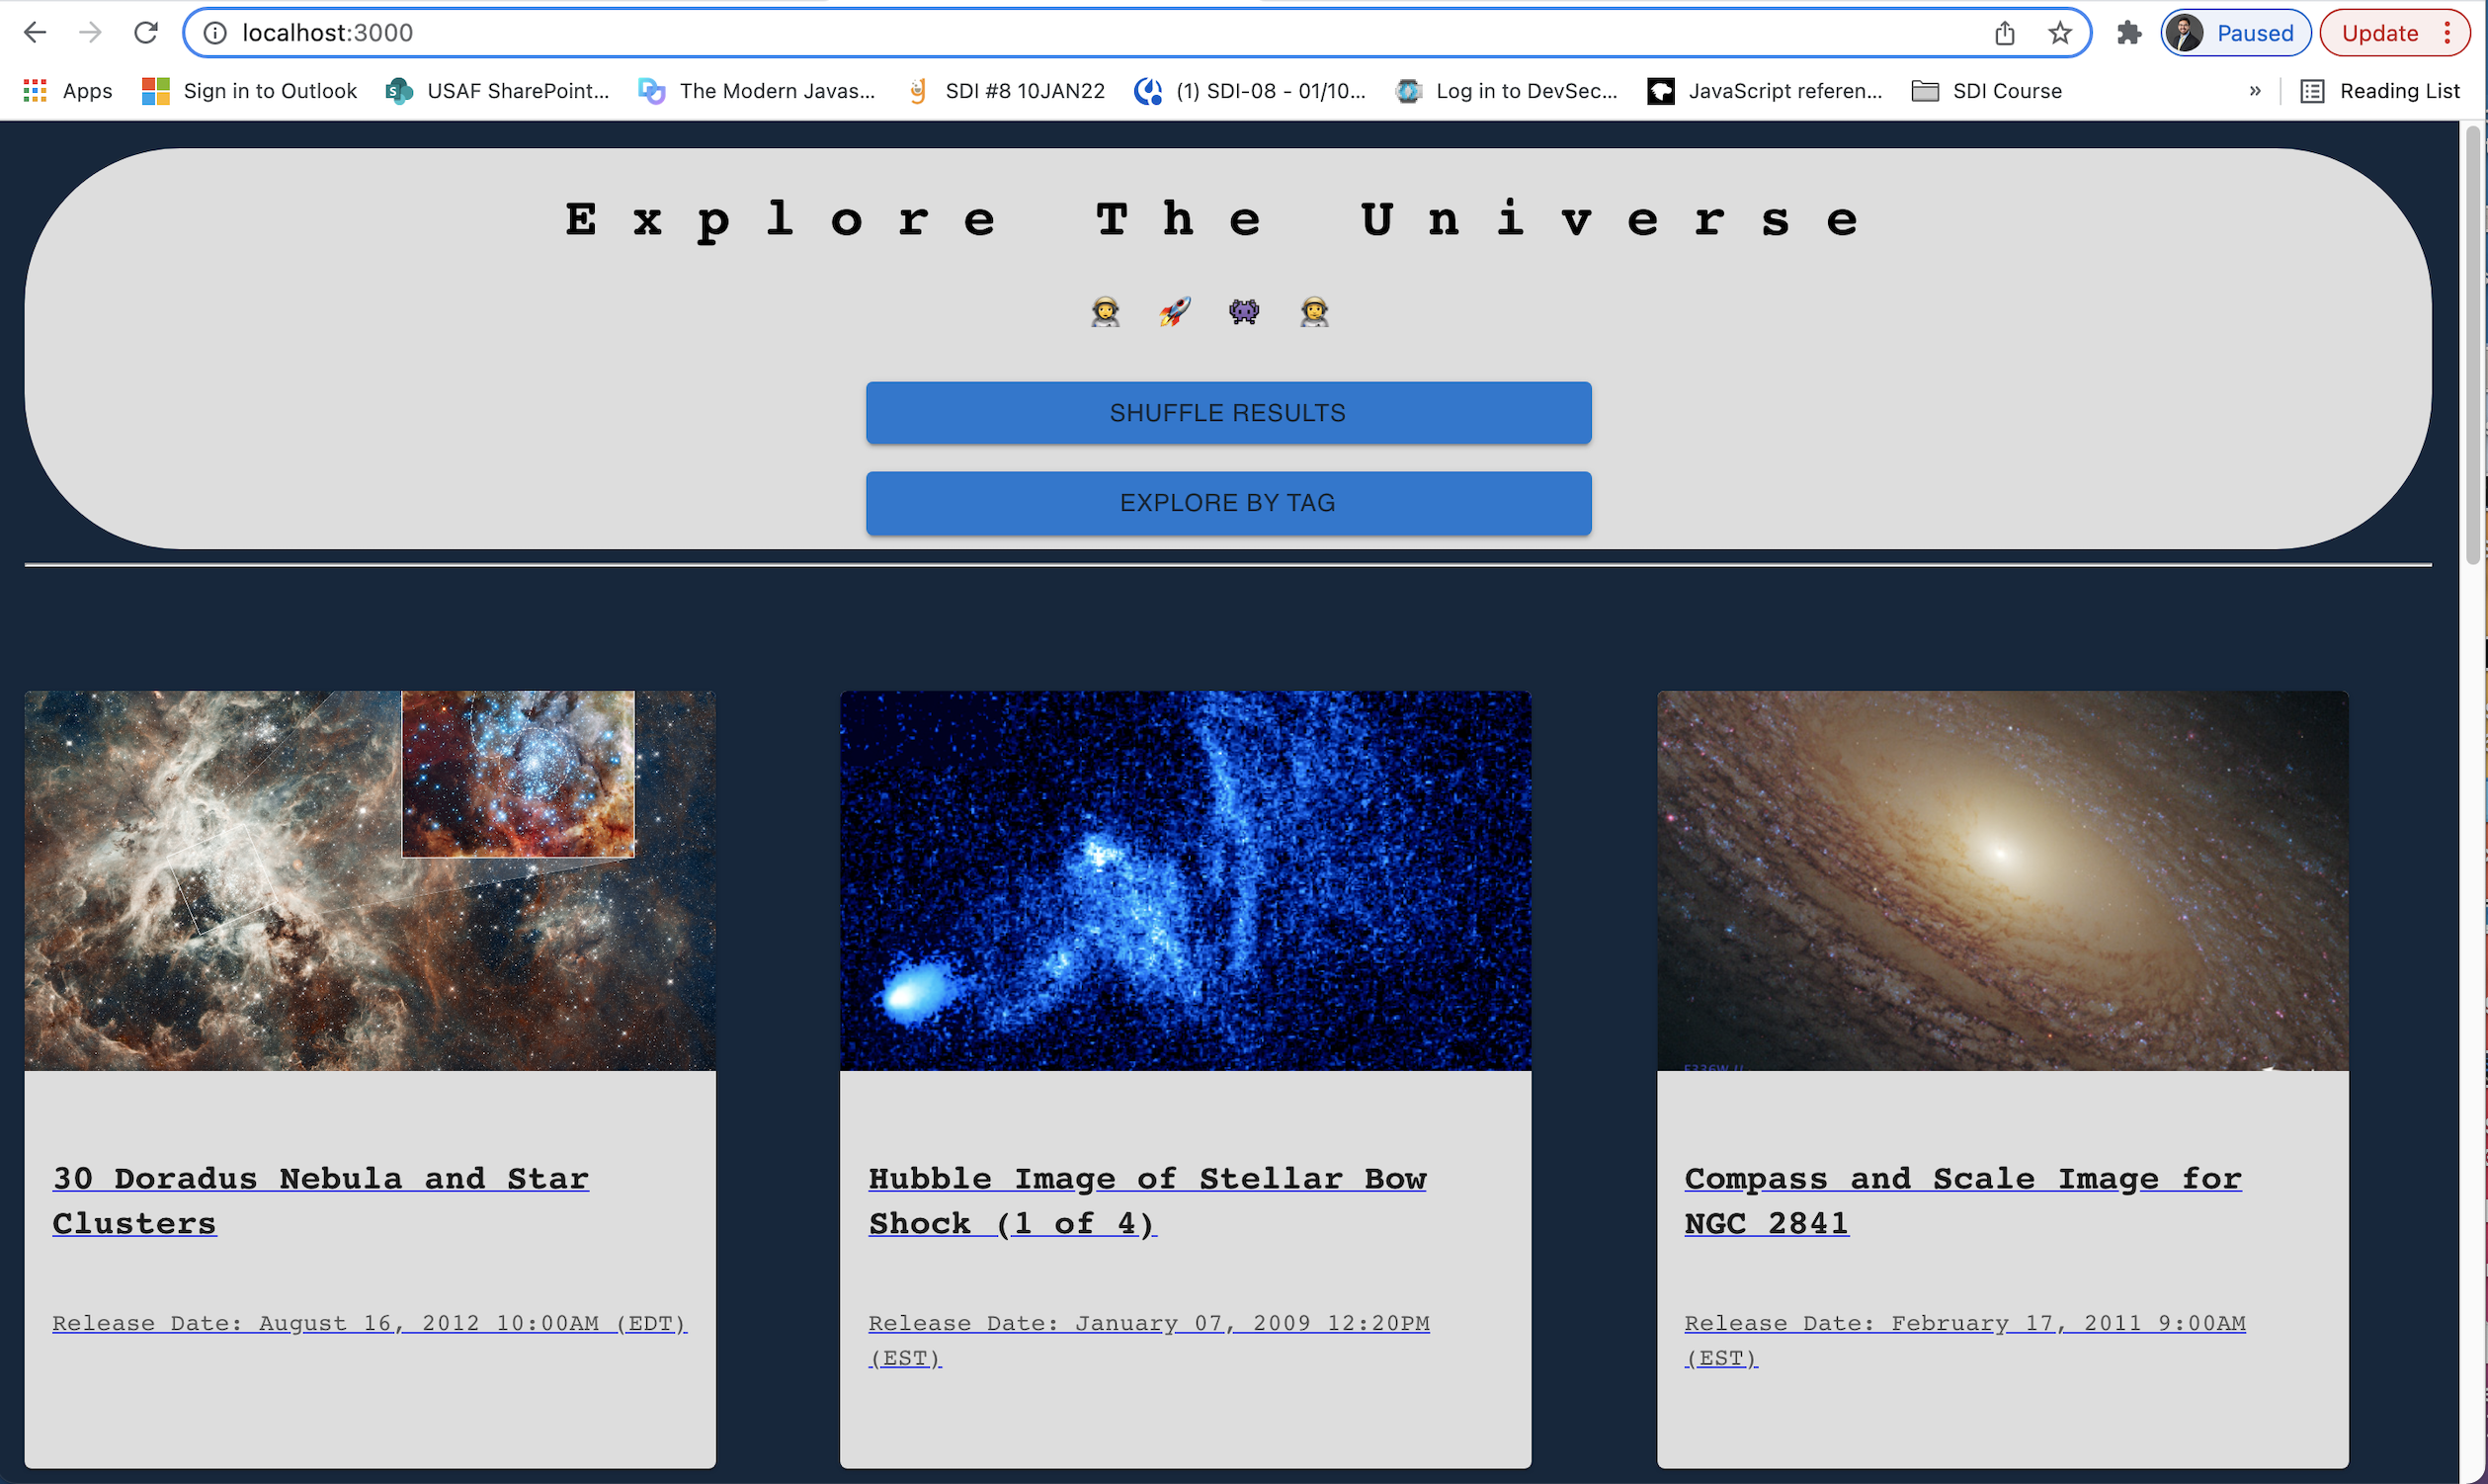 localhost:3000
Paused
Update
Apps
Sign in to Outlook
USAF SharePoint...
The Modern Javas...
SDI #8 10JAN22
(1) SDI-08 - 01/10...
Log in to DevSec...
JavaScript referen...
SDI Course
»
Reading List
Explore The Universe
SHUFFLE RESULTS
EXPLORE BY TAG
30 Doradus Nebula and Star
Clusters
Release Date: August 16, 2012 10:00AM (EDT)
Hubble Image of Stellar Bow
Shock (1 of 4)
Release Date: January 07, 2009 12:20PM
(EST)
Compass and Scale Image for
NGC 2841
Release Date: February 17, 2011 9:00AM
(EST)